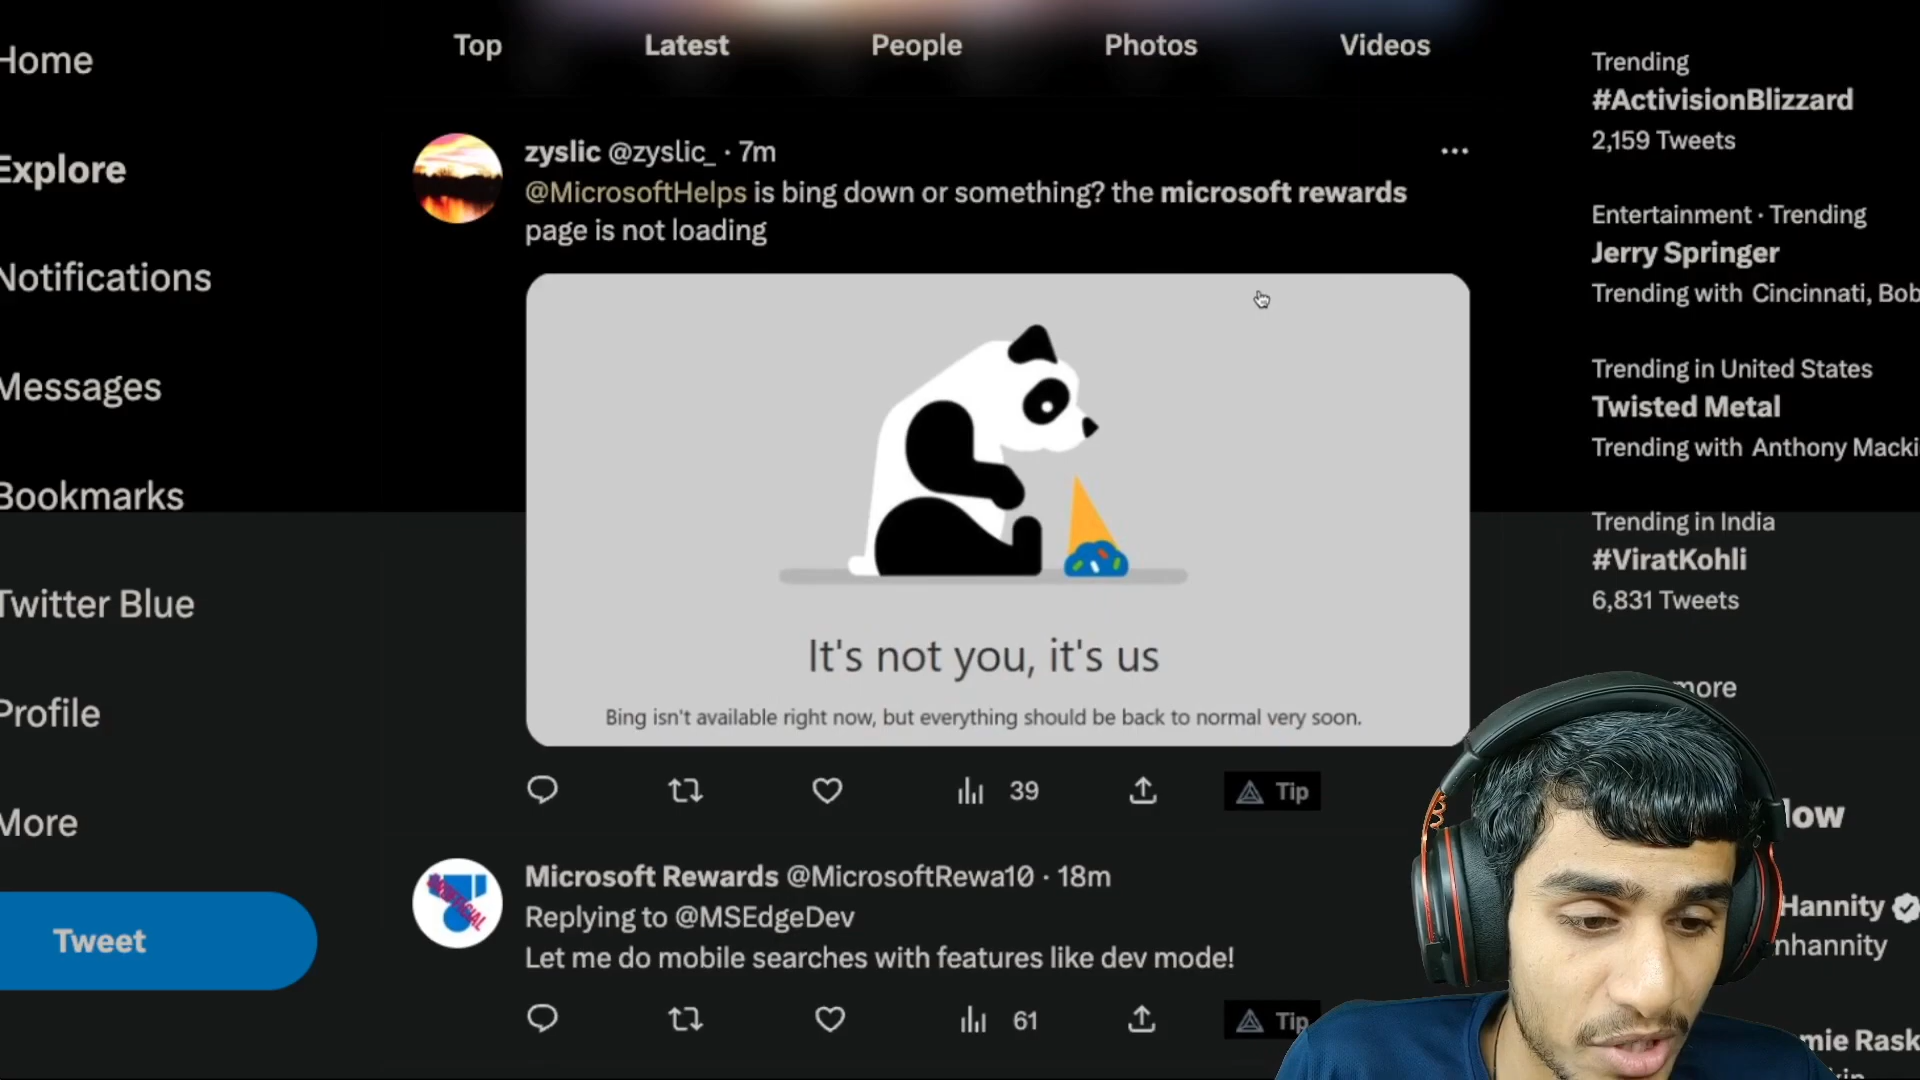 Home
Explore
Notifications
Messages
Bookmarks
Twitter Blue
Profile
More
Tweet
Top Latest People Photos Videos
zyslic @zyslic_ · 7m
@MicrosoftHelps is bing down or something? the microsoft rewards
page is not loading
It's not you, it's us
Bing isn't available right now, but everything should be back to normal very soon.
39 Tip
Microsoft Rewards @MicrosoftRewa10 · 18m
UNOFFICIAL
Replying to @MSEdgeDev
Let me do mobile searches with features like dev mode!
61 Tip
Trending
#ActivisionBlizzard
2,159 Tweets
Entertainment · Trending
Jerry Springer
Trending with Cincinnati, Bob
Trending in United States
Twisted Metal
Trending with Anthony Macki
Trending in India
#ViratKohli
6,831 Tweets
more
Hannity
nhannity
mie Rask